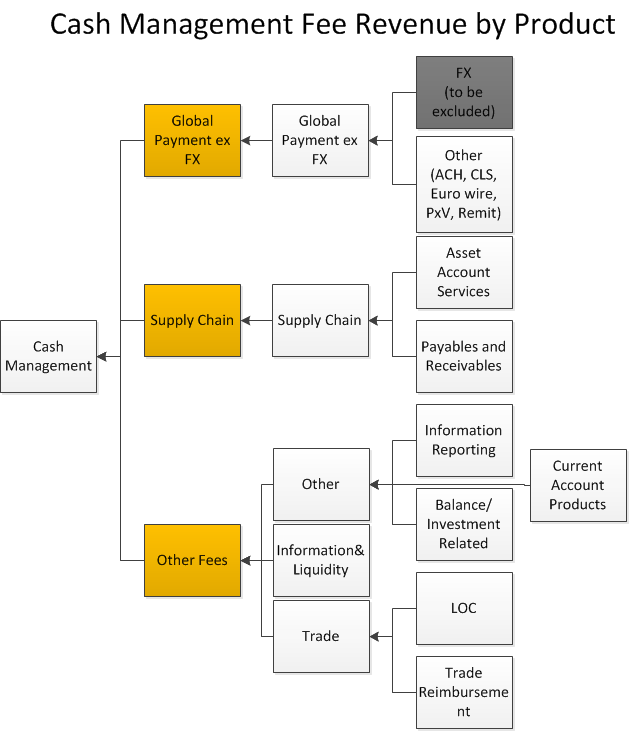 Cash Management Fee Revenue by Product
FX
(to be
excluded)
Global
Payment ex
FX
Global
Payment ex
FX
Other
(ACH, CLS,
Euro wire,
PxV, Remit)
Asset
Account
Services
Supply Chain
Supply Chain
Cash
Management
Payables and
Receivables
Information
Reporting
Other
Current
Account
Products
Balance/
Investment
Related
Other Fees
Information&
Liquidity
LOC
Trade
Trade
Reimburseme
nt